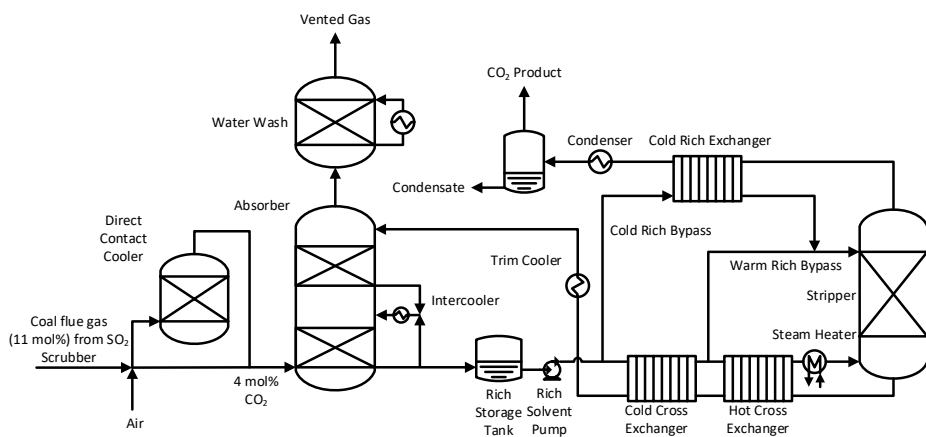 Vented Gas
CO₂ Product
Water Wash
Condenser
Cold Rich Exchanger
Condensate
Absorber
Direct
Contact
Cooler
Cold Rich Bypass
Trim Cooler
Warm Rich Bypass
Stripper
Intercooler
Coal flue gas
(11 mol%) from SO₂
Scrubber
Steam Heater
M
4 mol%
CO₂
Air
Rich
Storage
Tank
Rich
Solvent
Pump
Cold Cross
Exchanger
Hot Cross
Exchanger